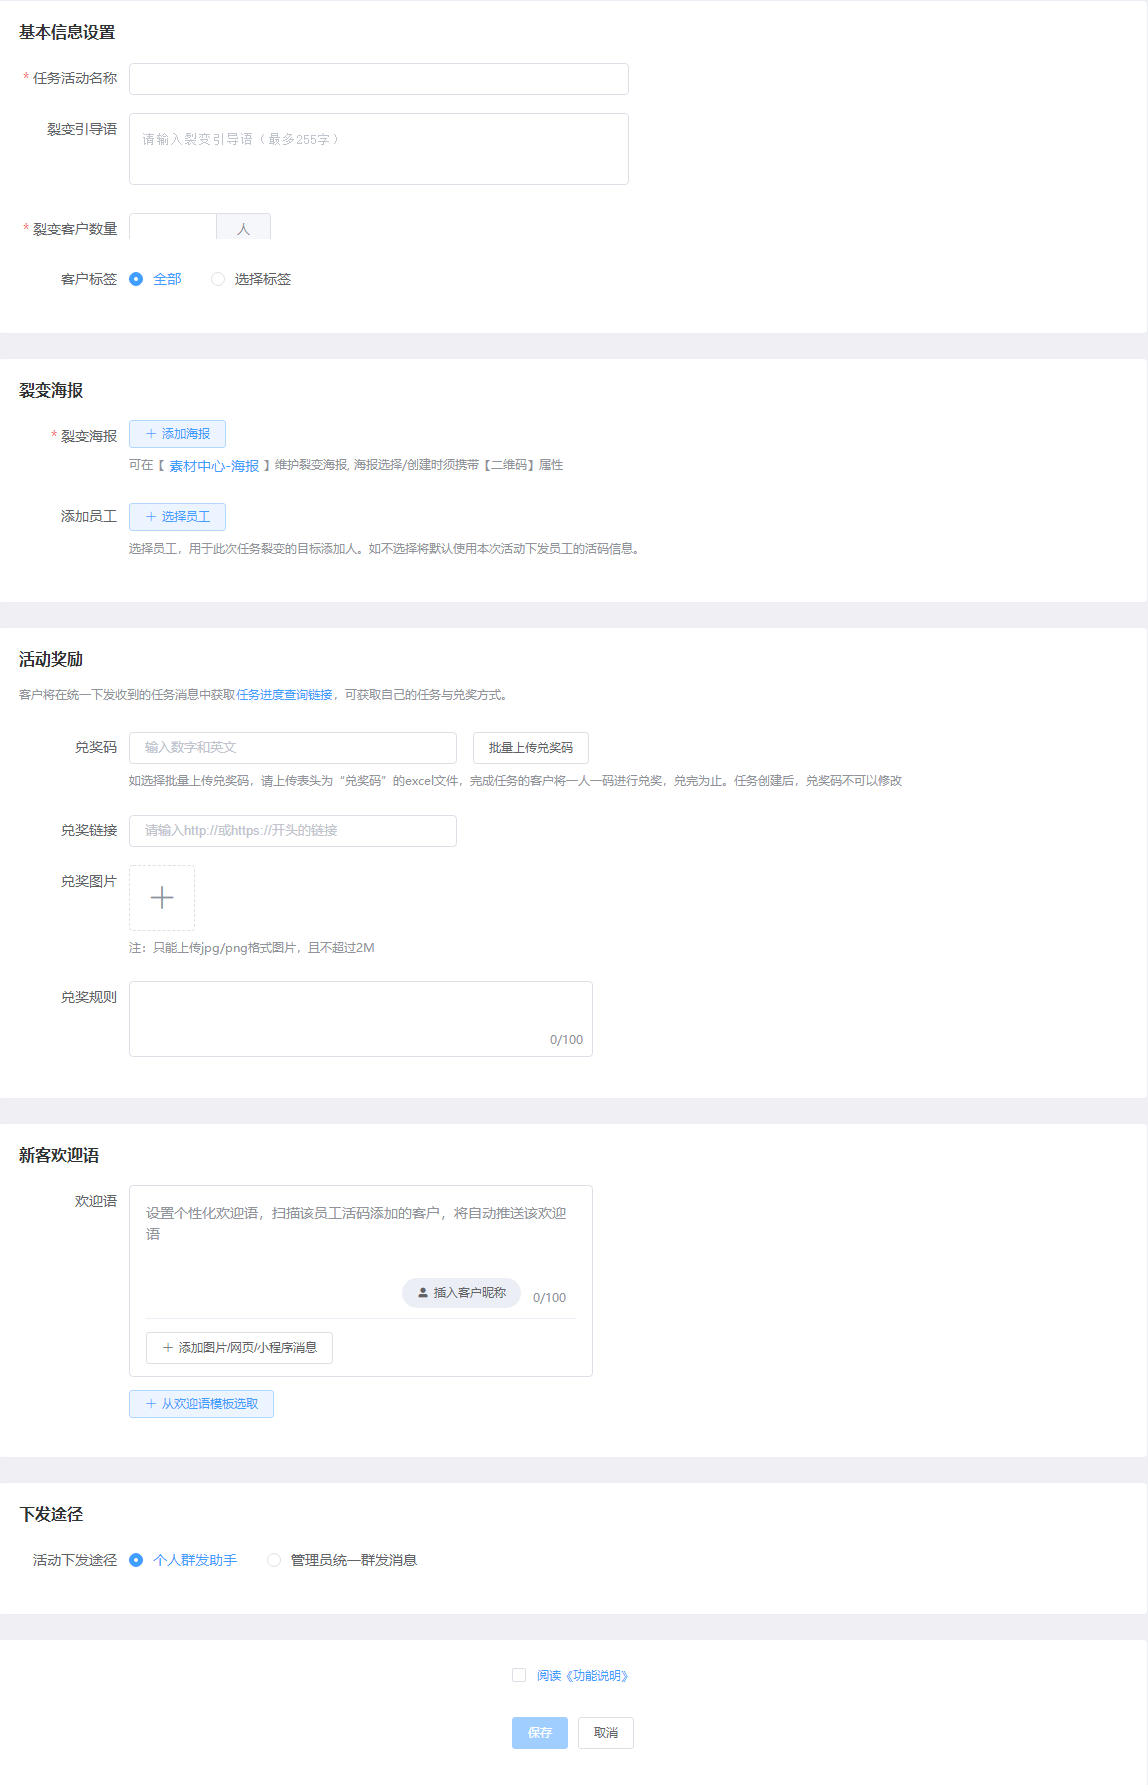 基本信息设置
* 任务活动名称
裂变引导语
请输入裂变引导语（最多255字）
* 裂变客户数量 人
客户标签 全部 选择标签
裂变海报
* 裂变海报 + 添加海报
可在【 素材中心-海报 】维护裂变海报, 海报选择/创建时须携带【二维码】属性
添加员工 + 选择员工
选择员工，用于此次任务裂变的目标添加人。如不选择将默认使用本次活动下发员工的活码信息。
活动奖励
客户将在统一下发收到的任务消息中获取任务进度查询链接，可获取自己的任务与兑奖方式。
兑奖码 输入数字和英文 批量上传兑奖码
如选择批量上传兑奖码，请上传表头为“兑奖码”的excel文件，完成任务的客户将一人一码进行兑奖，兑完为止。任务创建后，兑奖码不可以修改
兑奖链接 请输入http://或https://开头的链接
兑奖图片
注：只能上传jpg/png格式图片，且不超过2M
兑奖规则
0/100
新客欢迎语
欢迎语
设置个性化欢迎语，扫描该员工活码添加的客户，将自动推送该欢迎
语
插入客户昵称 0/100
+ 添加图片/网页/小程序消息
+ 从欢迎语模板选取
下发途径
活动下发途径 个人群发助手 管理员统一群发消息
阅读《功能说明》
保存 取消